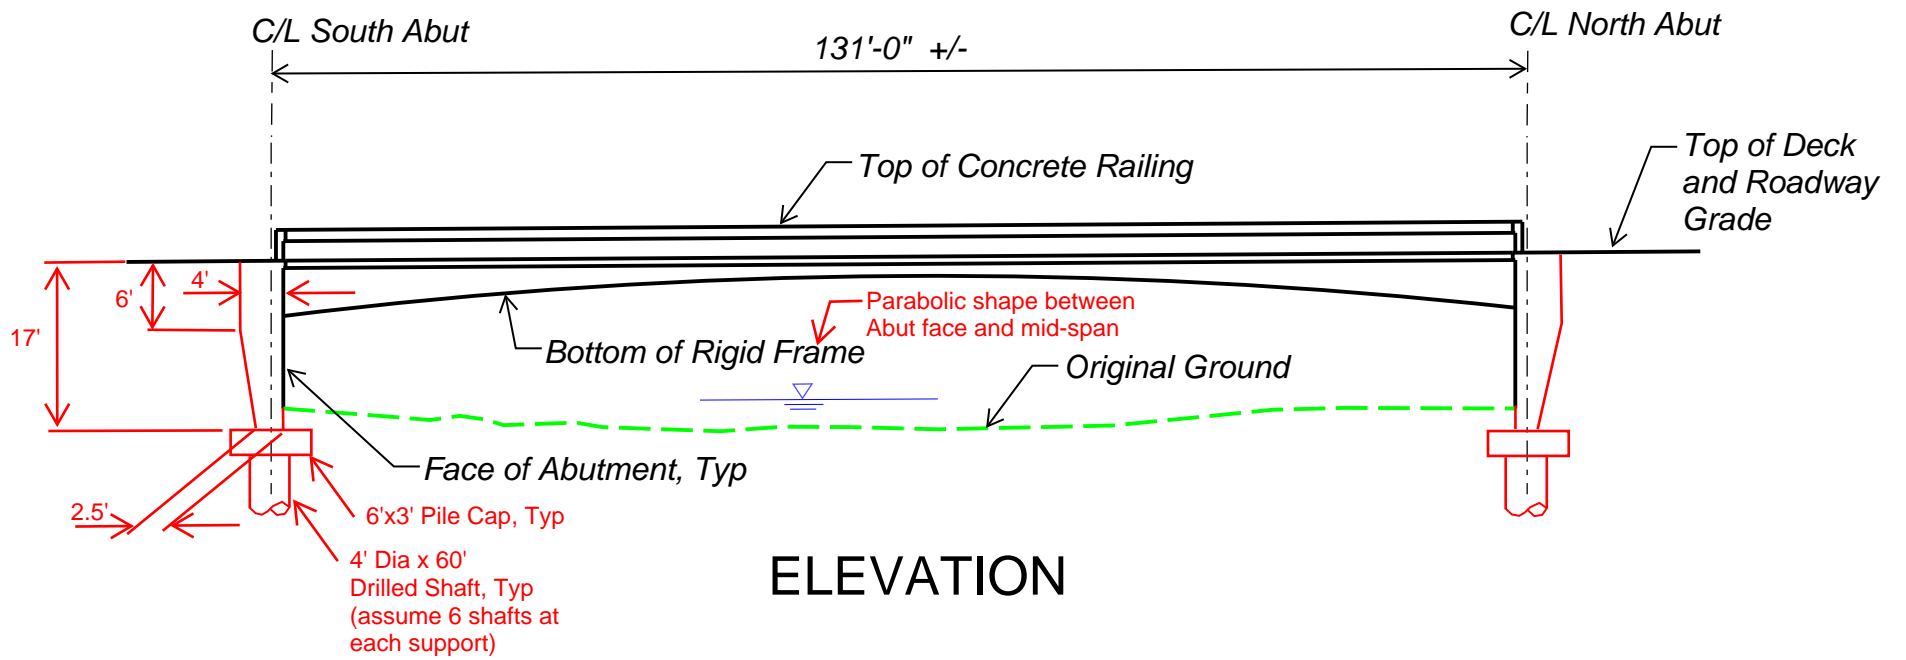 C/L South Abut
C/L North Abut
131'-0" +/-
Top of Concrete Railing
Top of Deck
and Roadway
Grade
4'
6'
17'
Parabolic shape between
Abut face and mid-span
Bottom of Rigid Frame
Original Ground
Face of Abutment, Typ
2.5'
6'x3' Pile Cap, Typ
4' Dia x 60'
Drilled Shaft, Typ
(assume 6 shafts at
each support)
ELEVATION